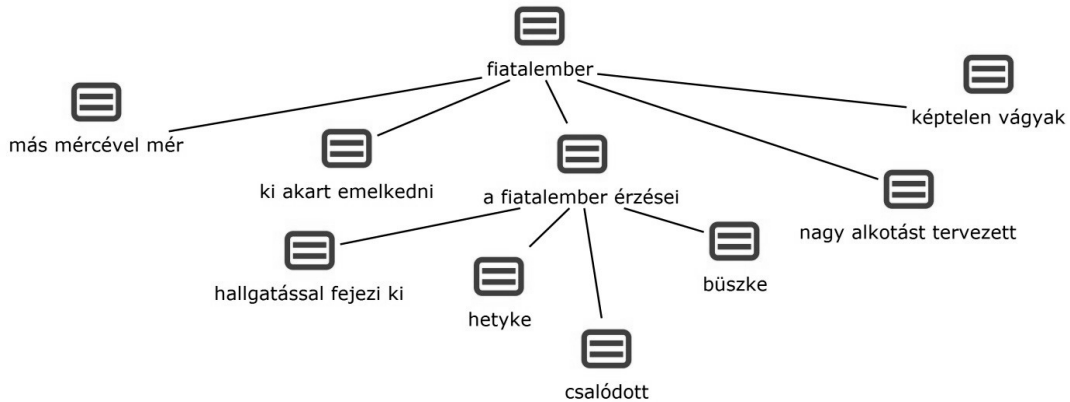 fiatalember
képtelen vágyak
más mércével mér
ki akart emelkedni
a fiatalember érzései
nagy alkotást tervezett
hallgatással fejezi ki
hetyke
büszke
csalódott